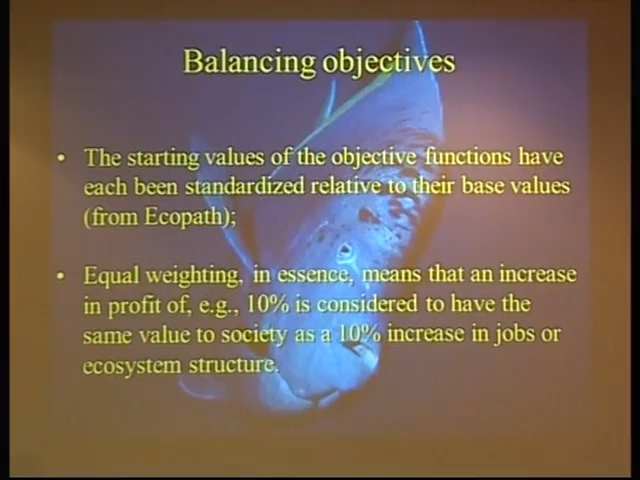 Balancing objectives
• The starting values of the objective functions have
each been standardized relative to their base values
(from Ecopath);
• Equal weighting, in essence, means that an increase
in profit of, e.g., 10% is considered to have the
same value to society as a 10% increase in jobs or
ecosystem structure.